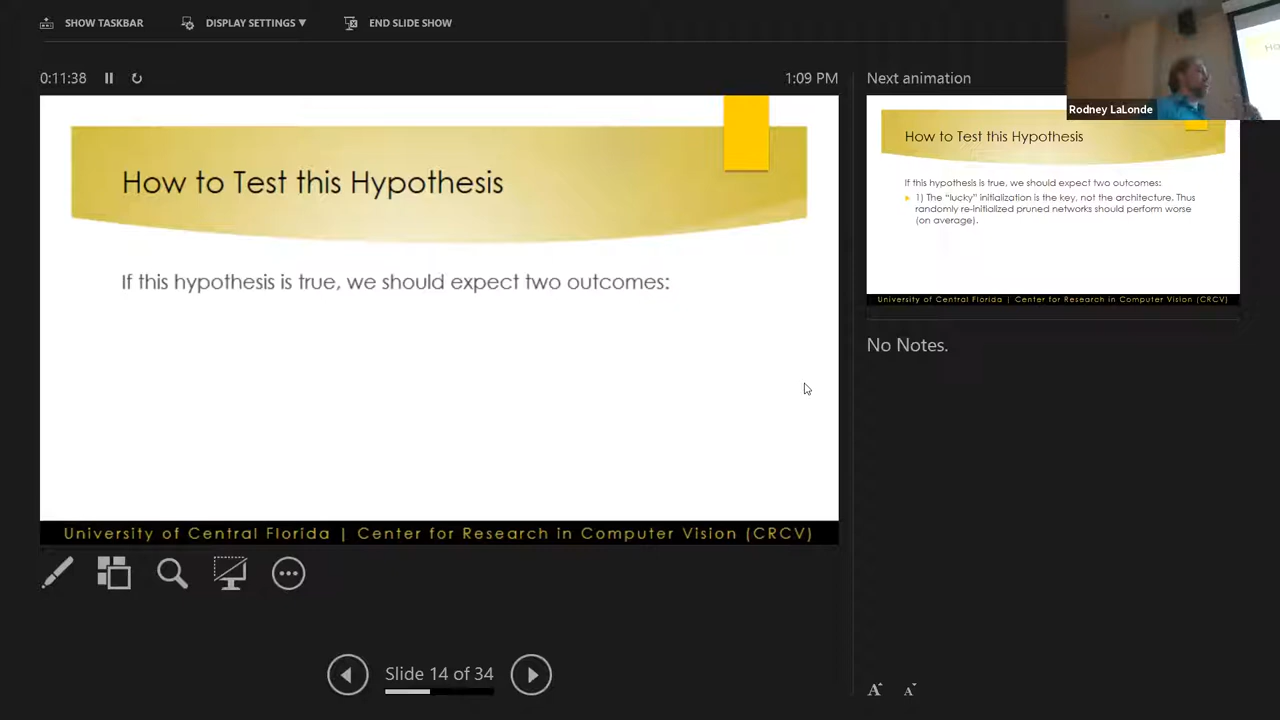 SHOW TASKBAR
DISPLAY SETTINGS ▼
END SLIDE SHOW
0:11:38
1:09 PM
How to Test this Hypothesis
If this hypothesis is true, we should expect two outcomes:
University of Central Florida | Center for Research in Computer Vision (CRCV)
Slide 14 of 34
Next animation
Rodney LaLonde
How to Test this Hypothesis
If this hypothesis is true, we should expect two outcomes:
1) The “lucky” initialization is the key, not the architecture. Thus
randomly re-initialized pruned networks should perform worse
(on average).
University of Central Florida | Center for Research in Computer Vision (CRCV)
No Notes.
A A